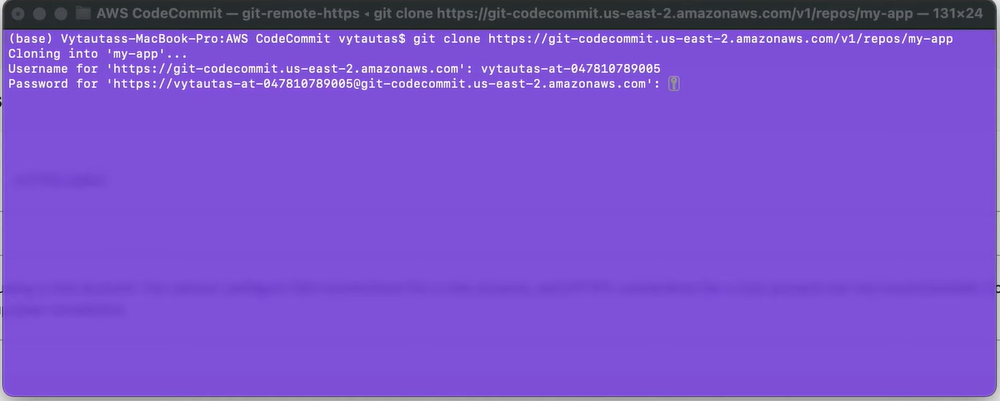 AWS CodeCommit — git-remote-https ◂ git clone https://git-codecommit.us-east-2.amazonaws.com/v1/repos/my-app — 131×24
(base) Vytautass-MacBook-Pro:AWS CodeCommit vytautas$ git clone https://git-codecommit.us-east-2.amazonaws.com/v1/repos/my-app
Cloning into 'my-app'...
Username for 'https://git-codecommit.us-east-2.amazonaws.com': vytautas-at-047810789005
Password for 'https://vytautas-at-047810789005@git-codecommit.us-east-2.amazonaws.com':